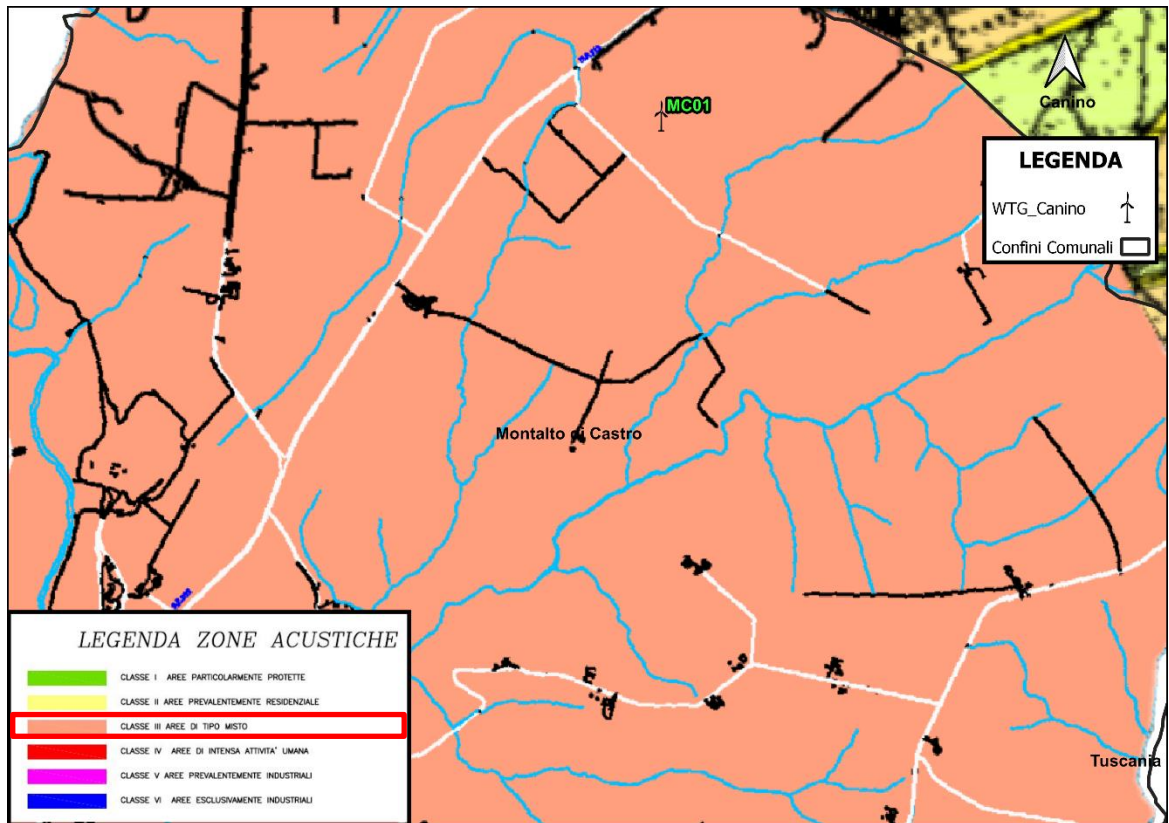 MC01
Canino
LEGENDA
WTG_Canino
Confini Comunali
Montalto di Castro
Tuscania
LEGENDA ZONE ACUSTICHE
CLASSE I AREE PARTICOLARMENTE PROTETTE
CLASSE II AREE PREVALENTEMENTE RESIDENZIALE
CLASSE III AREE DI TIPO MISTO
CLASSE IV AREE DI INTENSA ATTIVITA' UMANA
CLASSE V AREE PREVALENTEMENTE INDUSTRIALI
CLASSE VI AREE ESCLUSIVAMENTE INDUSTRIALI